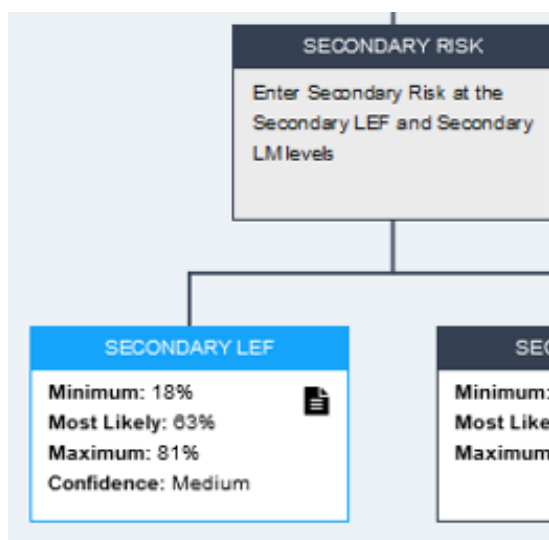 SECONDARY RISK
Enter Secondary Risk at the
Secondary LEF and Secondary
LM levels
SECONDARY LEF
Minimum: 18%
Most Likely: 63%
Maximum: 81%
Confidence: Medium
SEC
Minimum:
Most Like
Maximum